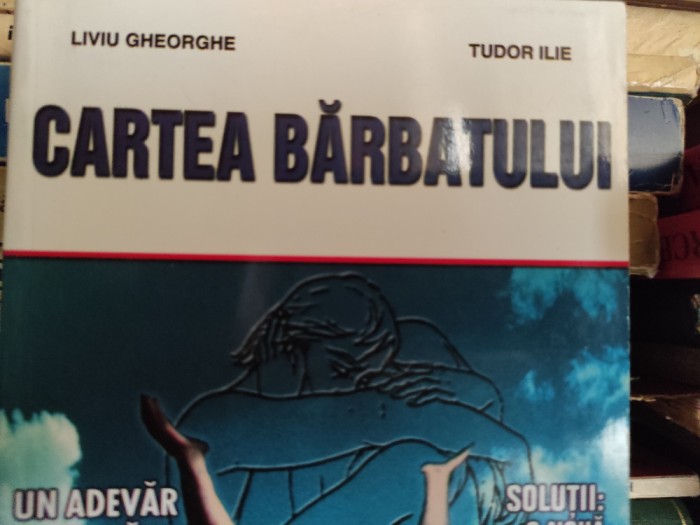 LIVIU GHEORGHE
TUDOR ILIE
CARTEA BĂRBATULUI
UN ADEVĂR
SOLUȚII: